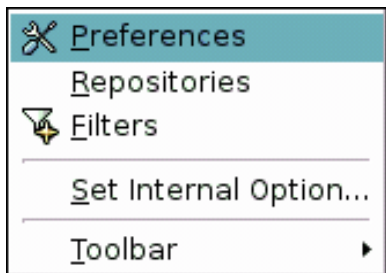 Preferences
Repositories
Filters
Set Internal Option...
Toolbar